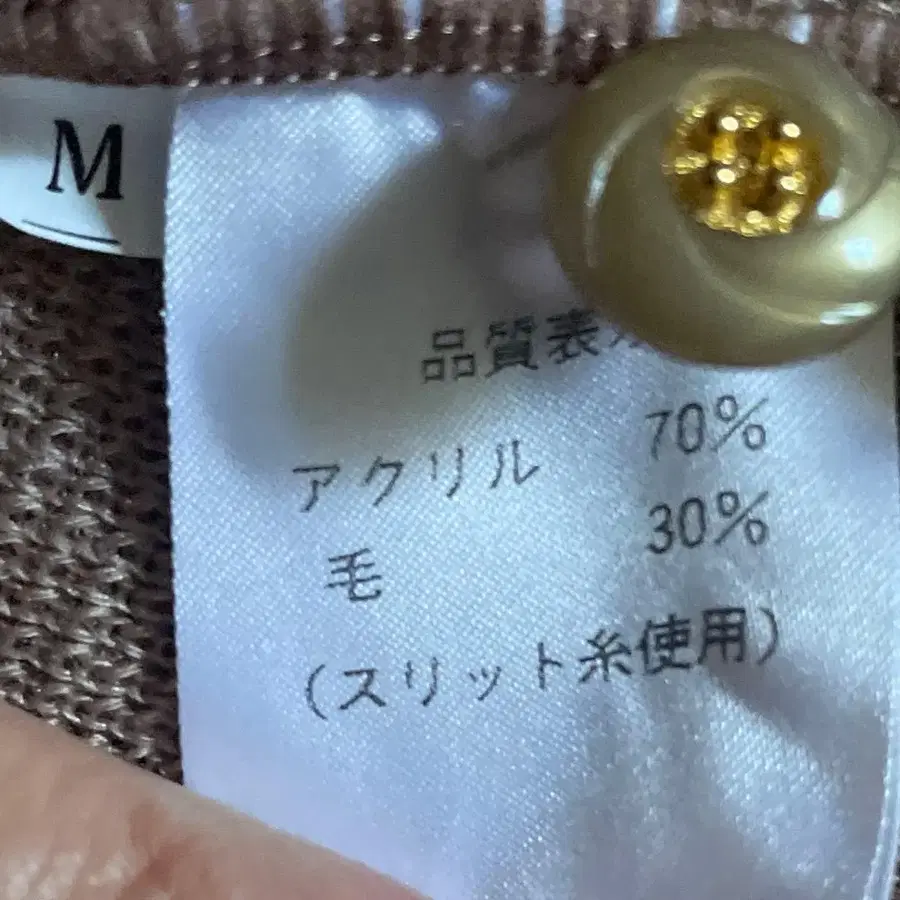 M
品質表
アクリル 70%
毛 30%
(スリット糸使用)